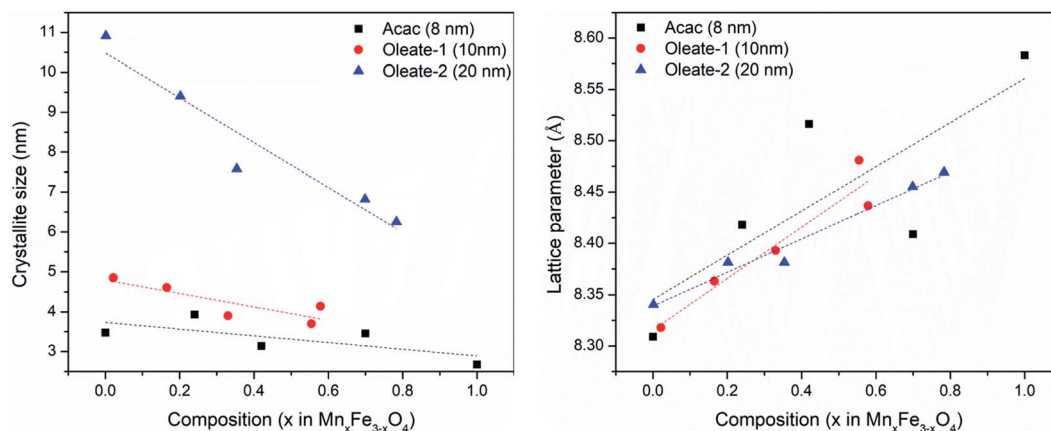 Acac (8 nm)
Oleate-1 (10nm)
Oleate-2 (20 nm)
11
10
9
8
7
6
5
4
3
0.0 0.2 0.4 0.6 0.8 1.0
Crystallite size (nm)
Composition (x in MnₓFe₃₋ₓO₄)
Acac (8 nm)
Oleate-1 (10nm)
Oleate-2 (20 nm)
8.60
8.55
8.50
8.45
8.40
8.35
8.30
0.0 0.2 0.4 0.6 0.8 1.0
Lattice parameter (Å)
Composition (x in MnₓFe₃₋ₓO₄)